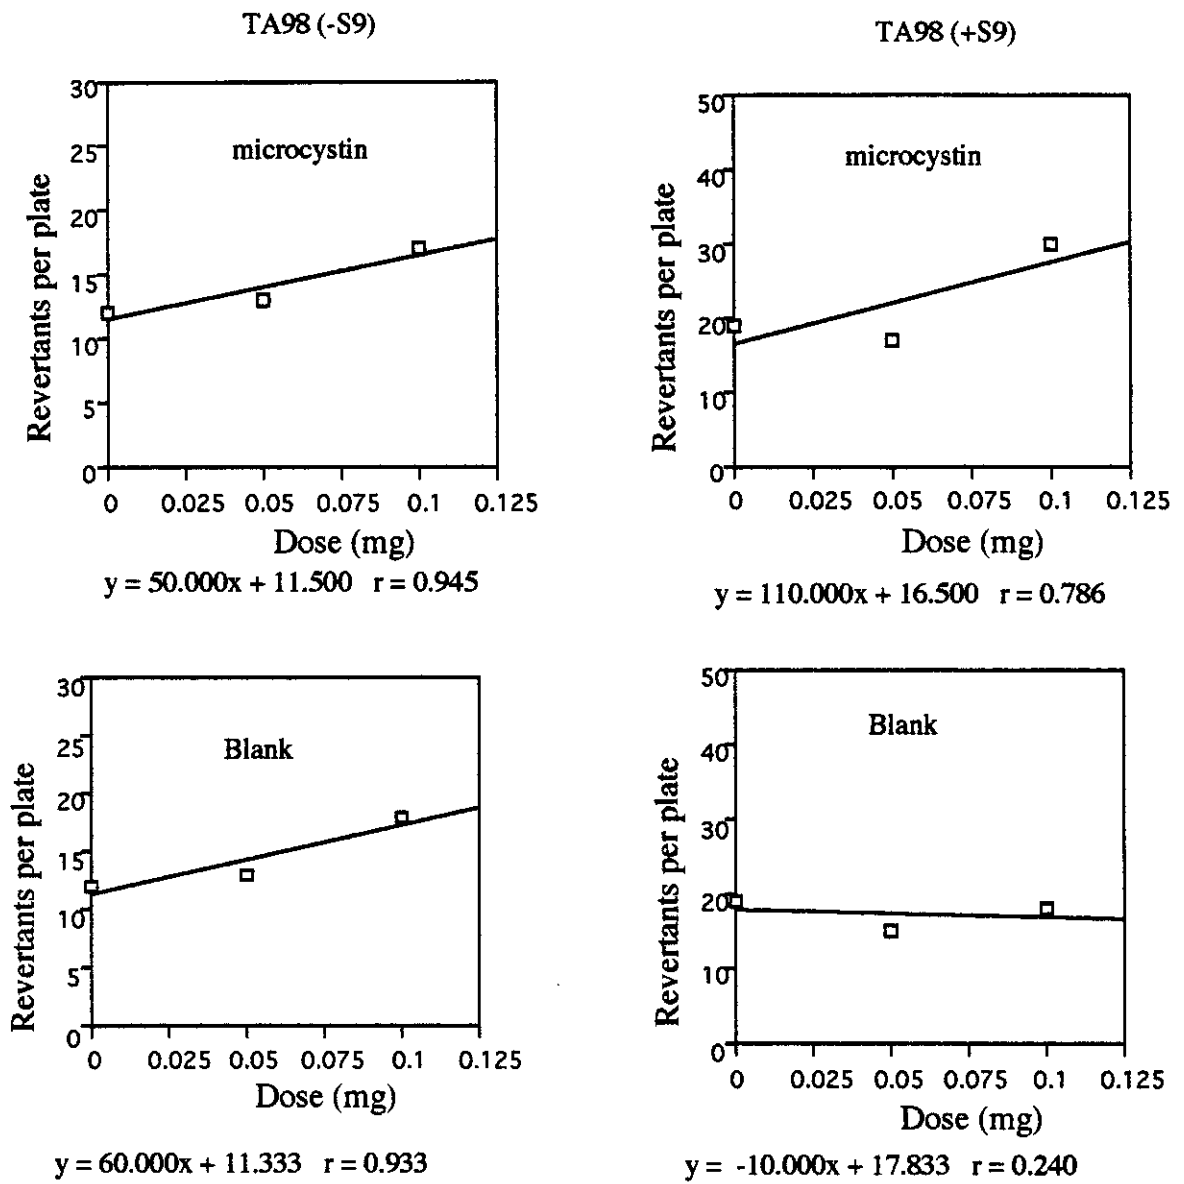 TA98 (-S9)
TA98 (+S9)
30
25
20
15
10
5
0
Revertants per plate
microcystin
0 0.025 0.05 0.075 0.1 0.125
Dose (mg)
y = 50.000x + 11.500 r = 0.945
50
40
30
20
10
0
Revertants per plate
microcystin
0 0.025 0.05 0.075 0.1 0.125
Dose (mg)
y = 110.000x + 16.500 r = 0.786
30
25
20
15
10
5
0
Revertants per plate
Blank
0 0.025 0.05 0.075 0.1 0.125
Dose (mg)
y = 60.000x + 11.333 r = 0.933
50
40
30
20
10
0
Revertants per plate
Blank
0 0.025 0.05 0.075 0.1 0.125
Dose (mg)
y = -10.000x + 17.833 r = 0.240